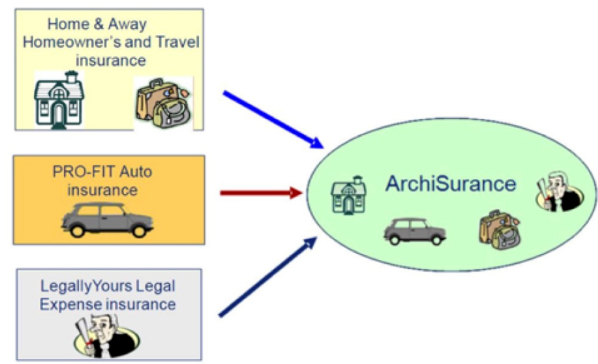 Home & Away
Homeowner's and Travel
insurance
PRO-FIT Auto
insurance
LegallyYours Legal
Expense insurance
ArchiSurance